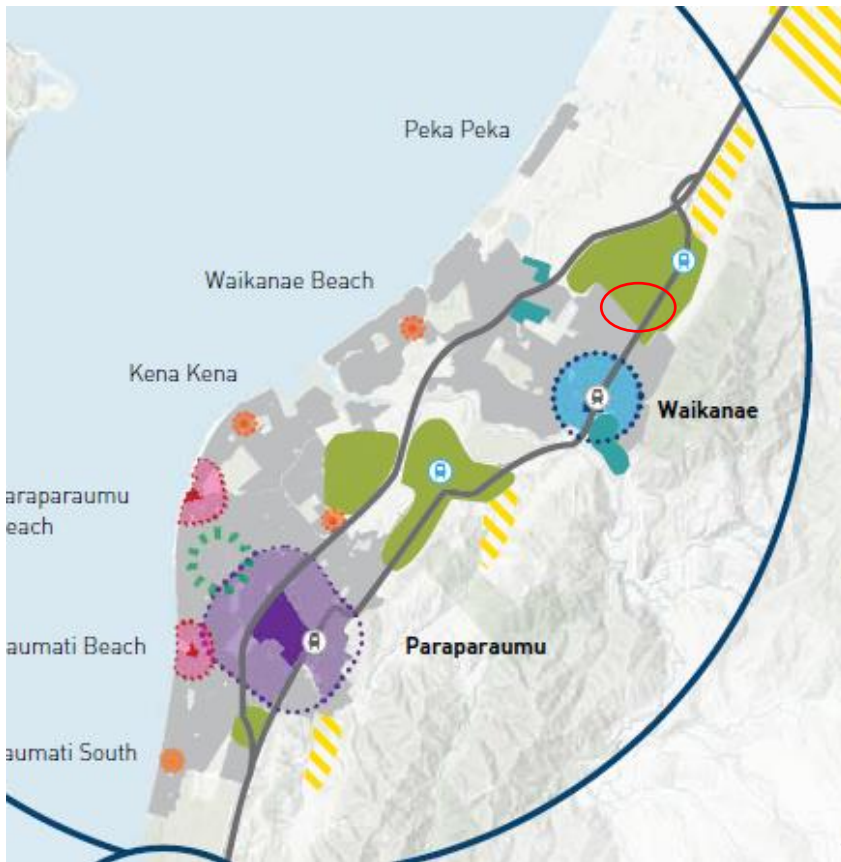 Peka Peka
Waikanae Beach
Kena Kena
Waikanae
araparaumu
each
Paraparaumu
aumati Beach
aumati South